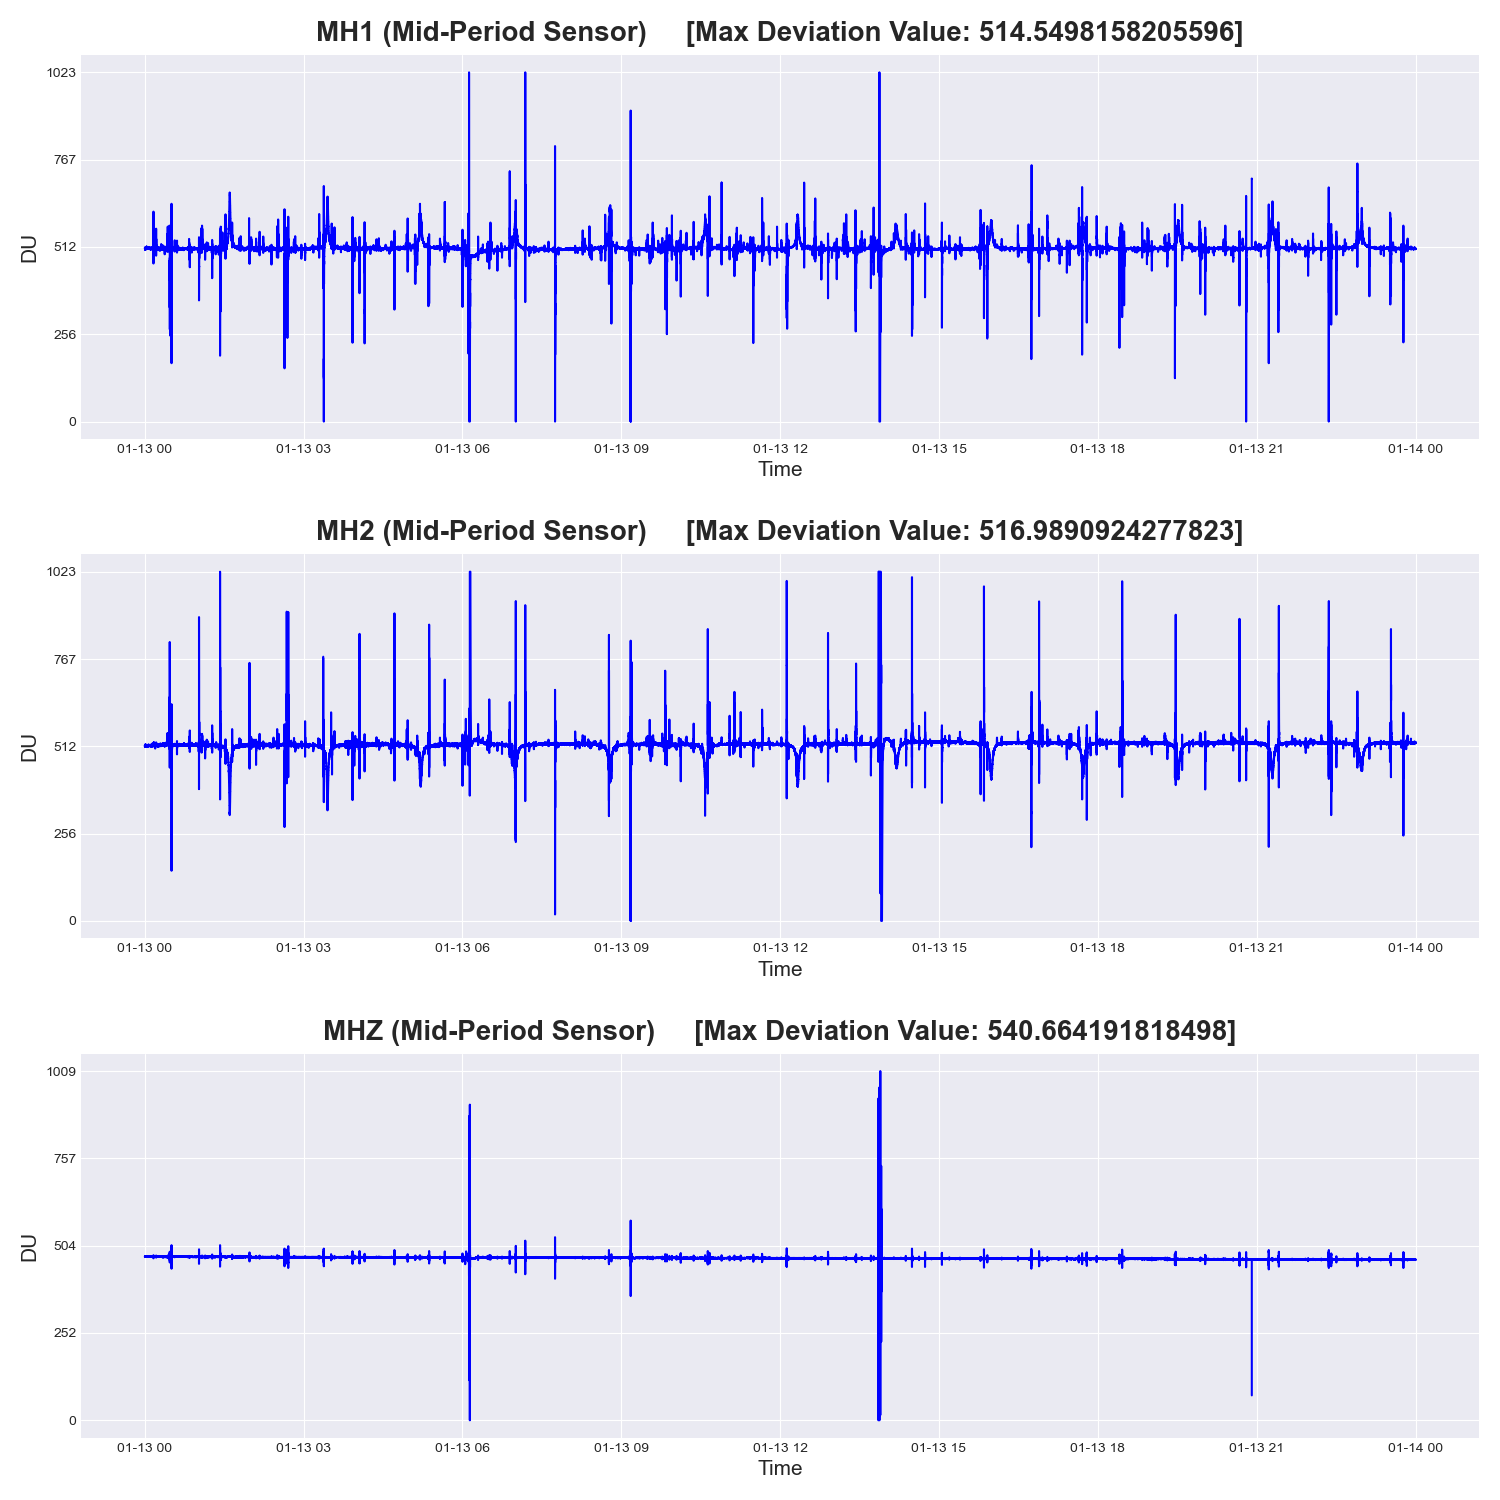 MH1 (Mid-Period Sensor) [Max Deviation Value: 514.5498158205596]
1023
767
512
256
0
DU
01-13 00 01-13 03 01-13 06 01-13 09 01-13 12 01-13 15 01-13 18 01-13 21 01-14 00
Time
MH2 (Mid-Period Sensor) [Max Deviation Value: 516.9890924277823]
1023
767
512
256
0
DU
01-13 00 01-13 03 01-13 06 01-13 09 01-13 12 01-13 15 01-13 18 01-13 21 01-14 00
Time
MHZ (Mid-Period Sensor) [Max Deviation Value: 540.664191818498]
1009
757
504
252
0
DU
01-13 00 01-13 03 01-13 06 01-13 09 01-13 12 01-13 15 01-13 18 01-13 21 01-14 00
Time